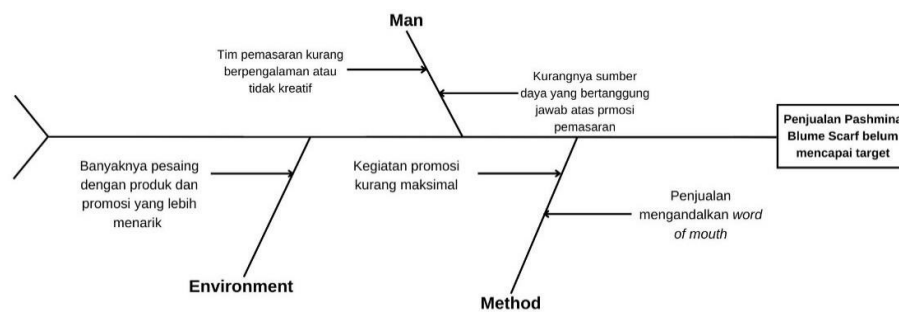 Man
Tim pemasaran kurang
berpengalaman atau
tidak kreatif
Kurangnya sumber
daya yang bertanggung
jawab atas prmosi
pemasaran
Penjualan Pashmina
Blume Scarf belum
mencapai target
Banyaknya pesaing
dengan produk dan
promosi yang lebih
menarik
Kegiatan promosi
kurang maksimal
Penjualan
mengandalkan word
of mouth
Environment
Method